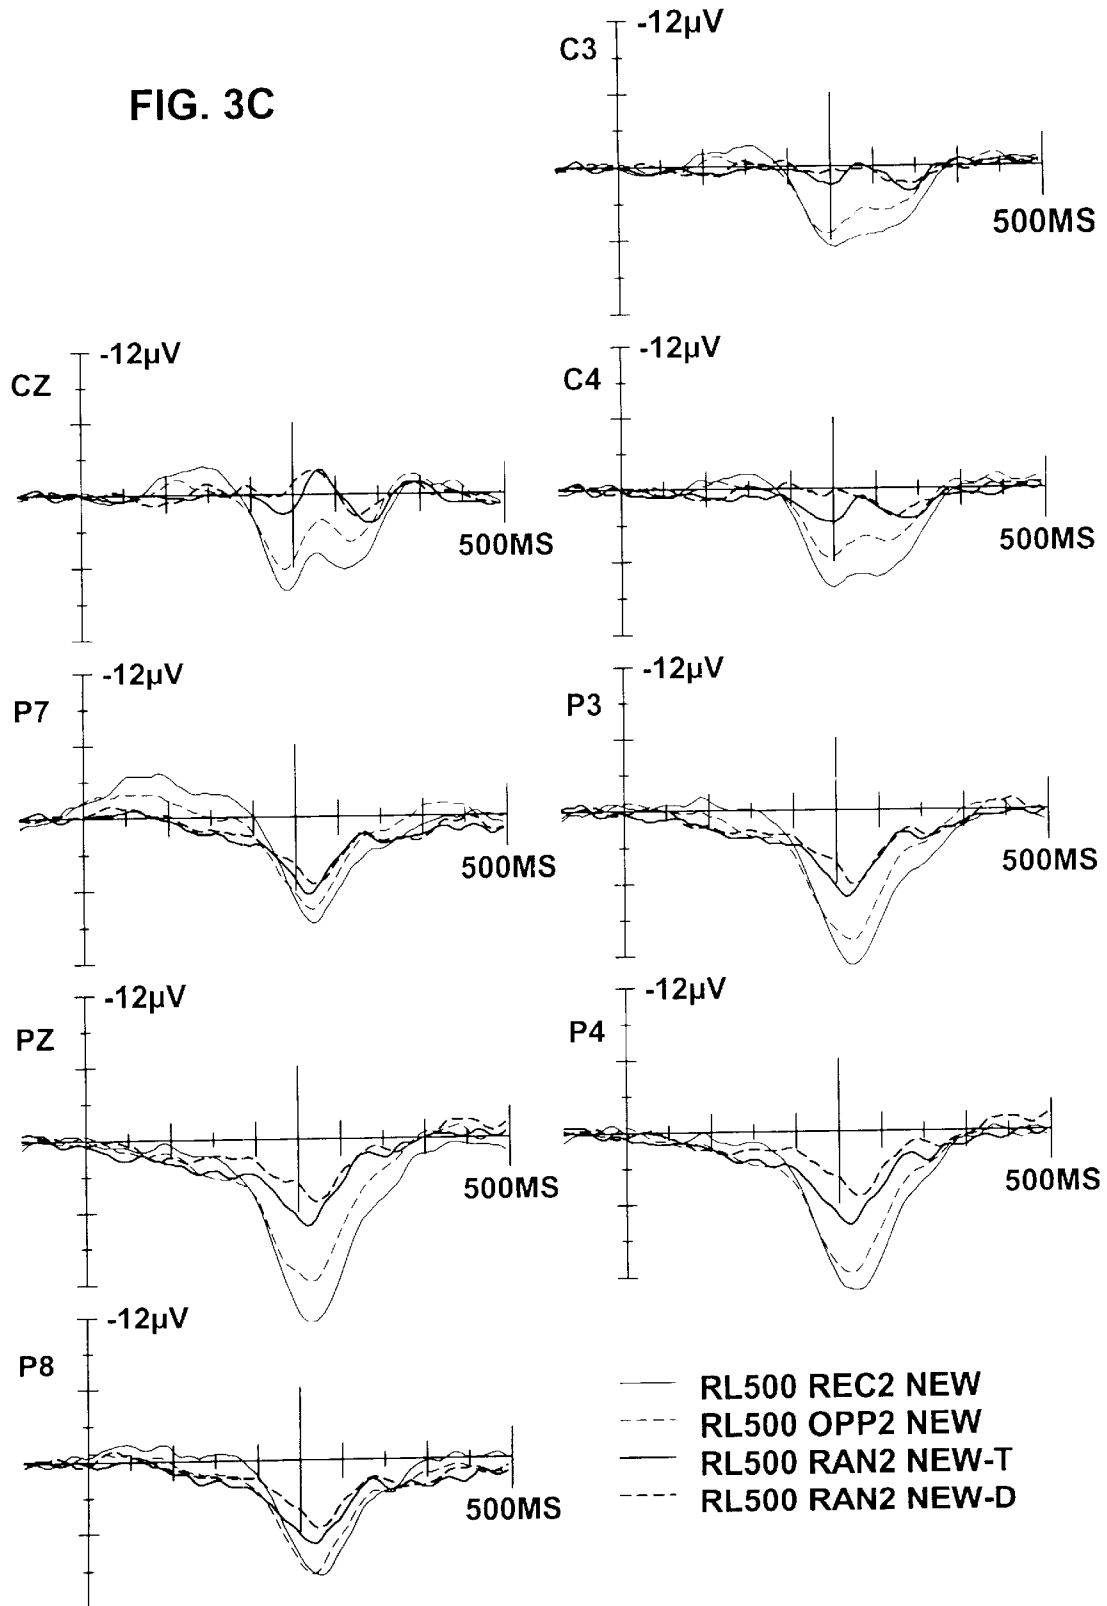 FIG. 3C
C3
-12µV
500MS
CZ
-12µV
500MS
C4
-12µV
500MS
P7
-12µV
500MS
P3
-12µV
500MS
PZ
-12µV
500MS
P4
-12µV
500MS
P8
-12µV
500MS
RL500 REC2 NEW
RL500 OPP2 NEW
RL500 RAN2 NEW-T
RL500 RAN2 NEW-D